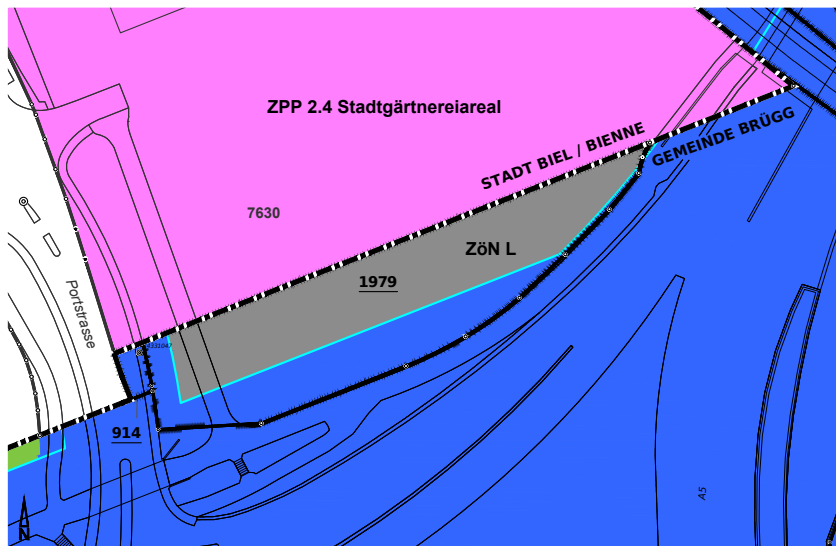 ZPP 2.4 Stadtgärtnereiareal
STADT BIEL / BIENNE
GEMEINDE BRÜGG
7630
ZöN L
1979
Portstrasse
914
A5
N